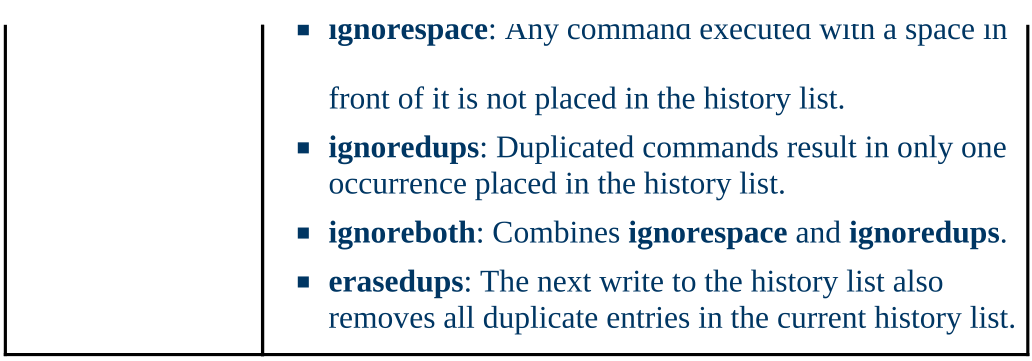 ▪ ignorespace: Any command executed with a space in
front of it is not placed in the history list.
▪ ignoredups: Duplicated commands result in only one
occurrence placed in the history list.
▪ ignoreboth: Combines ignorespace and ignoredups.
▪ erasedups: The next write to the history list also
removes all duplicate entries in the current history list.